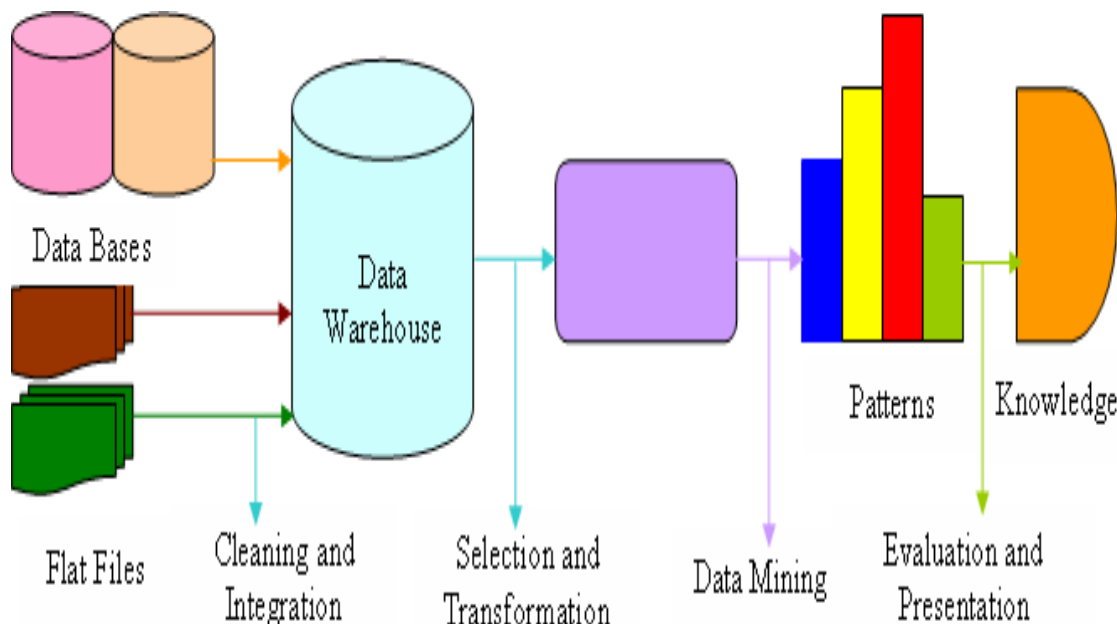 Data Bases
Data
Warehouse
Patterns
Knowledge
Flat Files
Cleaning and
Integration
Selection and
Transformation
Data Mining
Evaluation and
Presentation